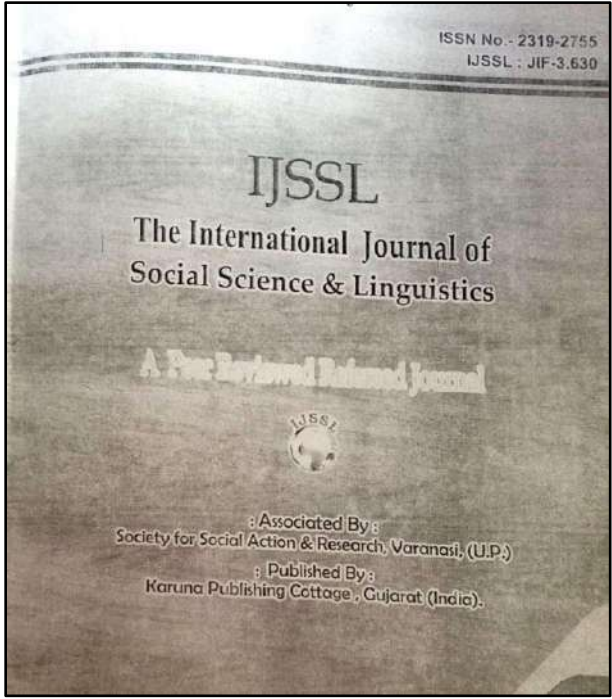 ISSN No.- 2319-2755
IJSSL : JIF-3.630
IJSSL
The International Journal of
Social Science & Linguistics
A Peer Reviewed Refereed Journal
IJSSL
: Associated By :
Society for Social Action & Research, Varanasi, (U.P.)
: Published By :
Karuna Publishing Cottage , Gujarat (India).